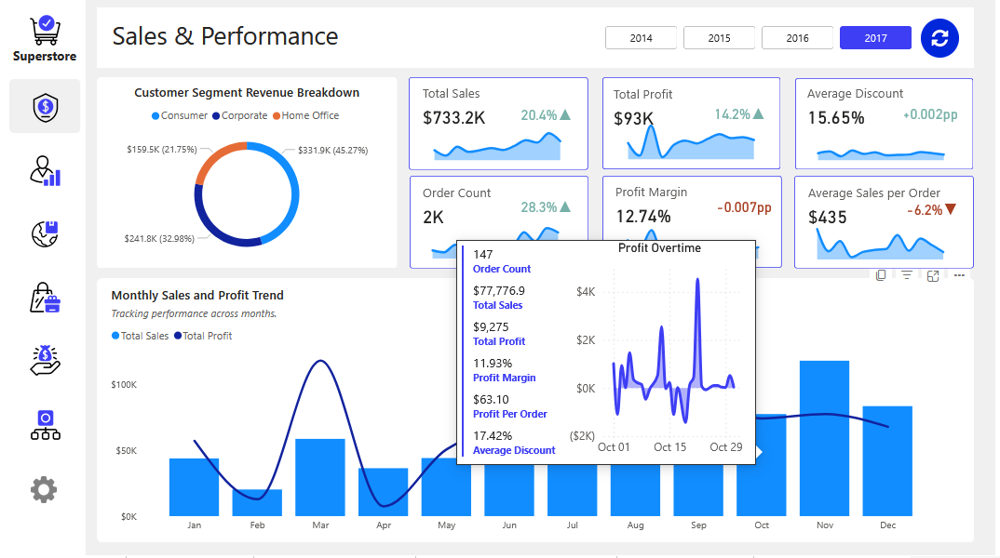 Superstore
Sales & Performance
2014
2015
2016
2017
Customer Segment Revenue Breakdown
Consumer Corporate Home Office
$159.5K (21.75%)
$331.9K (45.27%)
$241.8K (32.98%)
Total Sales
$733.2K
20.4%
Total Profit
$93K
14.2%
Average Discount
15.65%
+0.002pp
Order Count
2K
28.3%
Profit Margin
12.74%
-0.007pp
Average Sales per Order
$435
-6.2%
Monthly Sales and Profit Trend
Tracking performance across months.
Total Sales Total Profit
$100K
$50K
$0K
Jan Feb Mar Apr May Jun Jul Aug Sep Oct Nov Dec
147
Order Count
$77,776.9
Total Sales
$9,275
Total Profit
11.93%
Profit Margin
$63.10
Profit Per Order
17.42%
Average Discount
Profit Overtime
$4K
$2K
$0K
($2K)
Oct 01 Oct 15 Oct 29